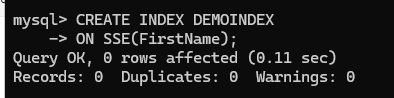 mysql> CREATE INDEX DEMOINDEX
    -> ON SSE(FirstName);
Query OK, 0 rows affected (0.11 sec)
Records: 0  Duplicates: 0  Warnings: 0